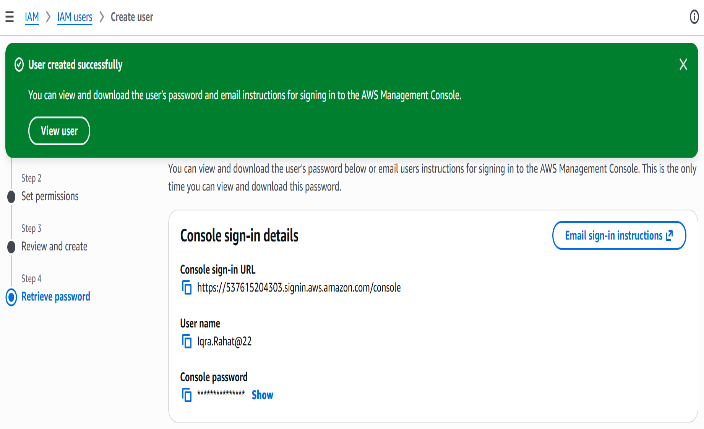 IAM > IAM users > Create user
User created successfully
You can view and download the user's password and email instructions for signing in to the AWS Management Console.
View user
You can view and download the user's password below or email users instructions for signing in to the AWS Management Console. This is the only
time you can view and download this password.
Step 2
Set permissions
Step 3
Review and create
Step 4
Retrieve password
Console sign-in details
Email sign-in instructions
Console sign-in URL
https://537615204303.signin.aws.amazon.com/console
User name
Iqra.Rahat@22
Console password
*************** Show